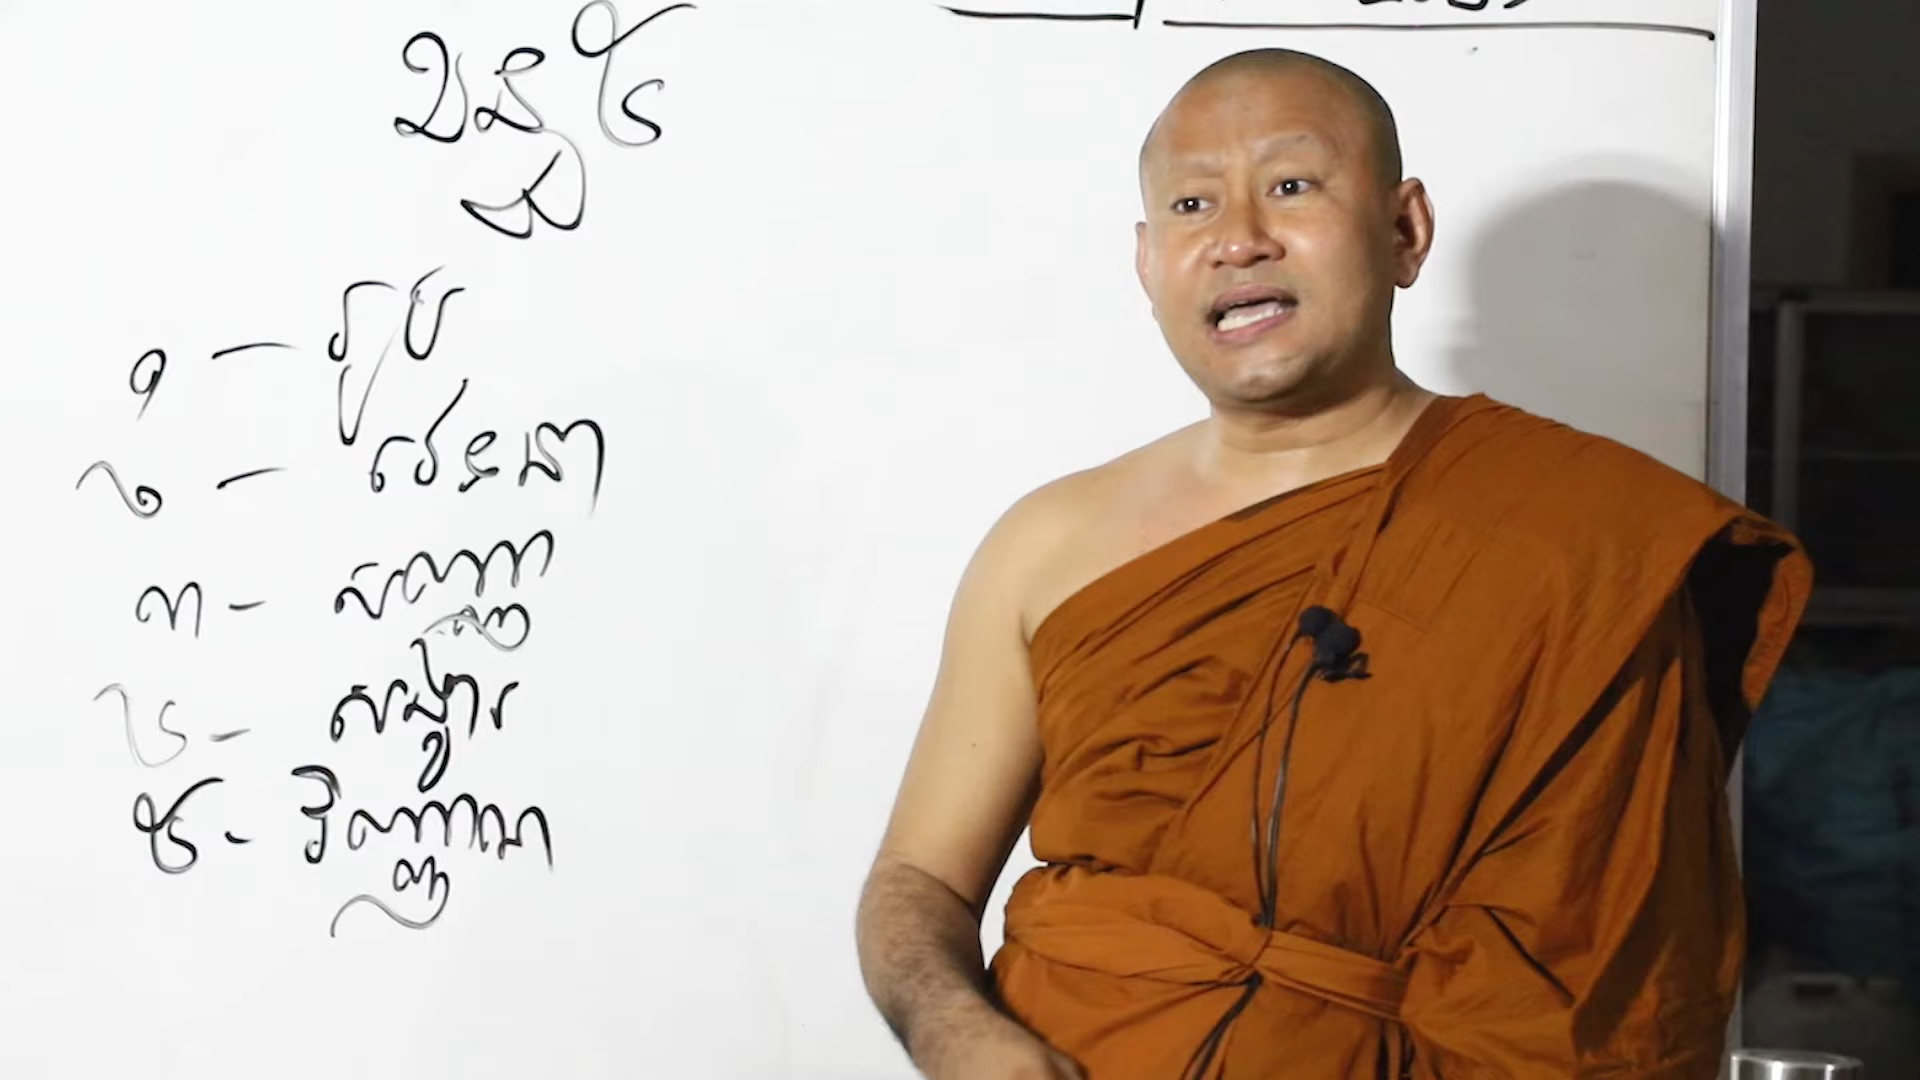 ខន្ធ៥
១ - រូប
២ - វេទនា
៣ - សញ្ញា
៤ - សង្ខារ
៥ - វិញ្ញាណ